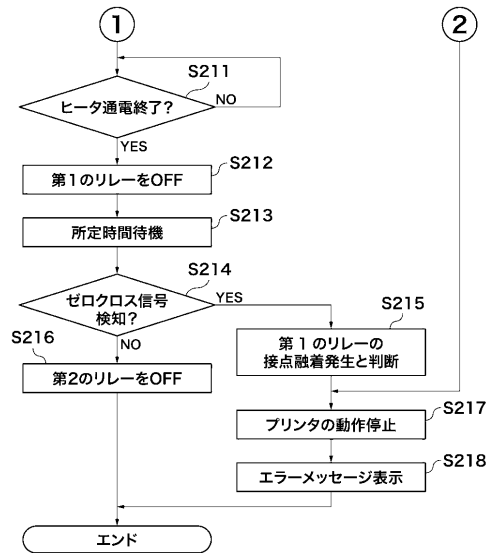 1
2
S211
ヒータ通電終了?
NO
YES
S212
第1のリレーをOFF
S213
所定時間待機
S214
ゼロクロス信号
検知?
YES
NO
S215
第1のリレーの
接点融着発生と判断
S216
第2のリレーをOFF
S217
プリンタの動作停止
S218
エラーメッセージ表示
エンド